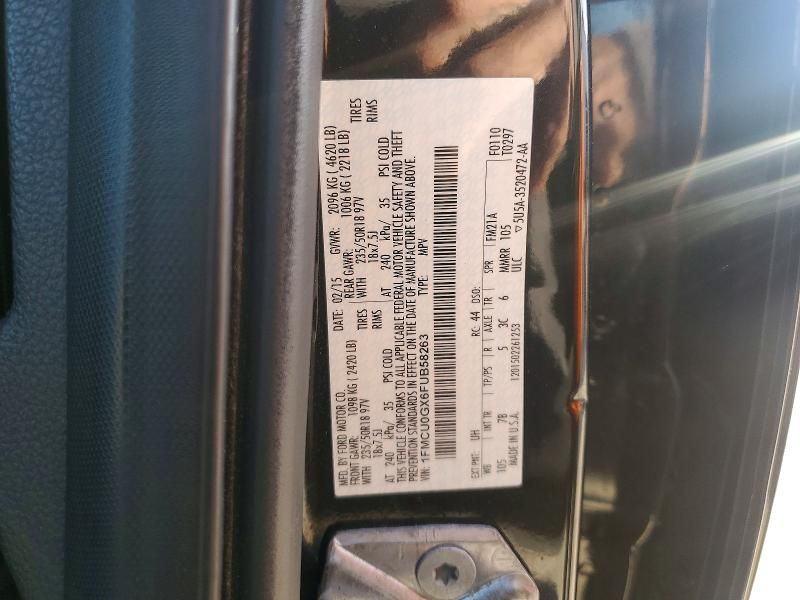 MFD. BY FORD MOTOR CO.
DATE: 02/15 GVWR: 2096 KG ( 4620 LB)
FRONT GAWR: 1098 KG ( 2420 LB) REAR GAWR: 1006 KG ( 2218 LB)
WITH 235/50R18 97V TIRES WITH 235/50R18 97V TIRES
18x7.5J RIMS 18x7.5J RIMS
AT 240 kPa/ 35 PSI COLD AT 240 kPa/ 35 PSI COLD
THIS VEHICLE CONFORMS TO ALL APPLICABLE FEDERAL MOTOR VEHICLE SAFETY AND THEFT
PREVENTION STANDARDS IN EFFECT ON THE DATE OF MANUFACTURE SHOWN ABOVE.
VIN: 1FMCU0GX6FUB58263 TYPE: MPV
F0110
T0297
EXT PNT: UH RC: 44 DSO: FM21A
WB INT TR TP/PS R AXLE TR SPR
105 7B 5 3C 6 MMRR 105
MADE IN U.S.A. 1201502261253 ULC ▽5U5A-3520472-AA